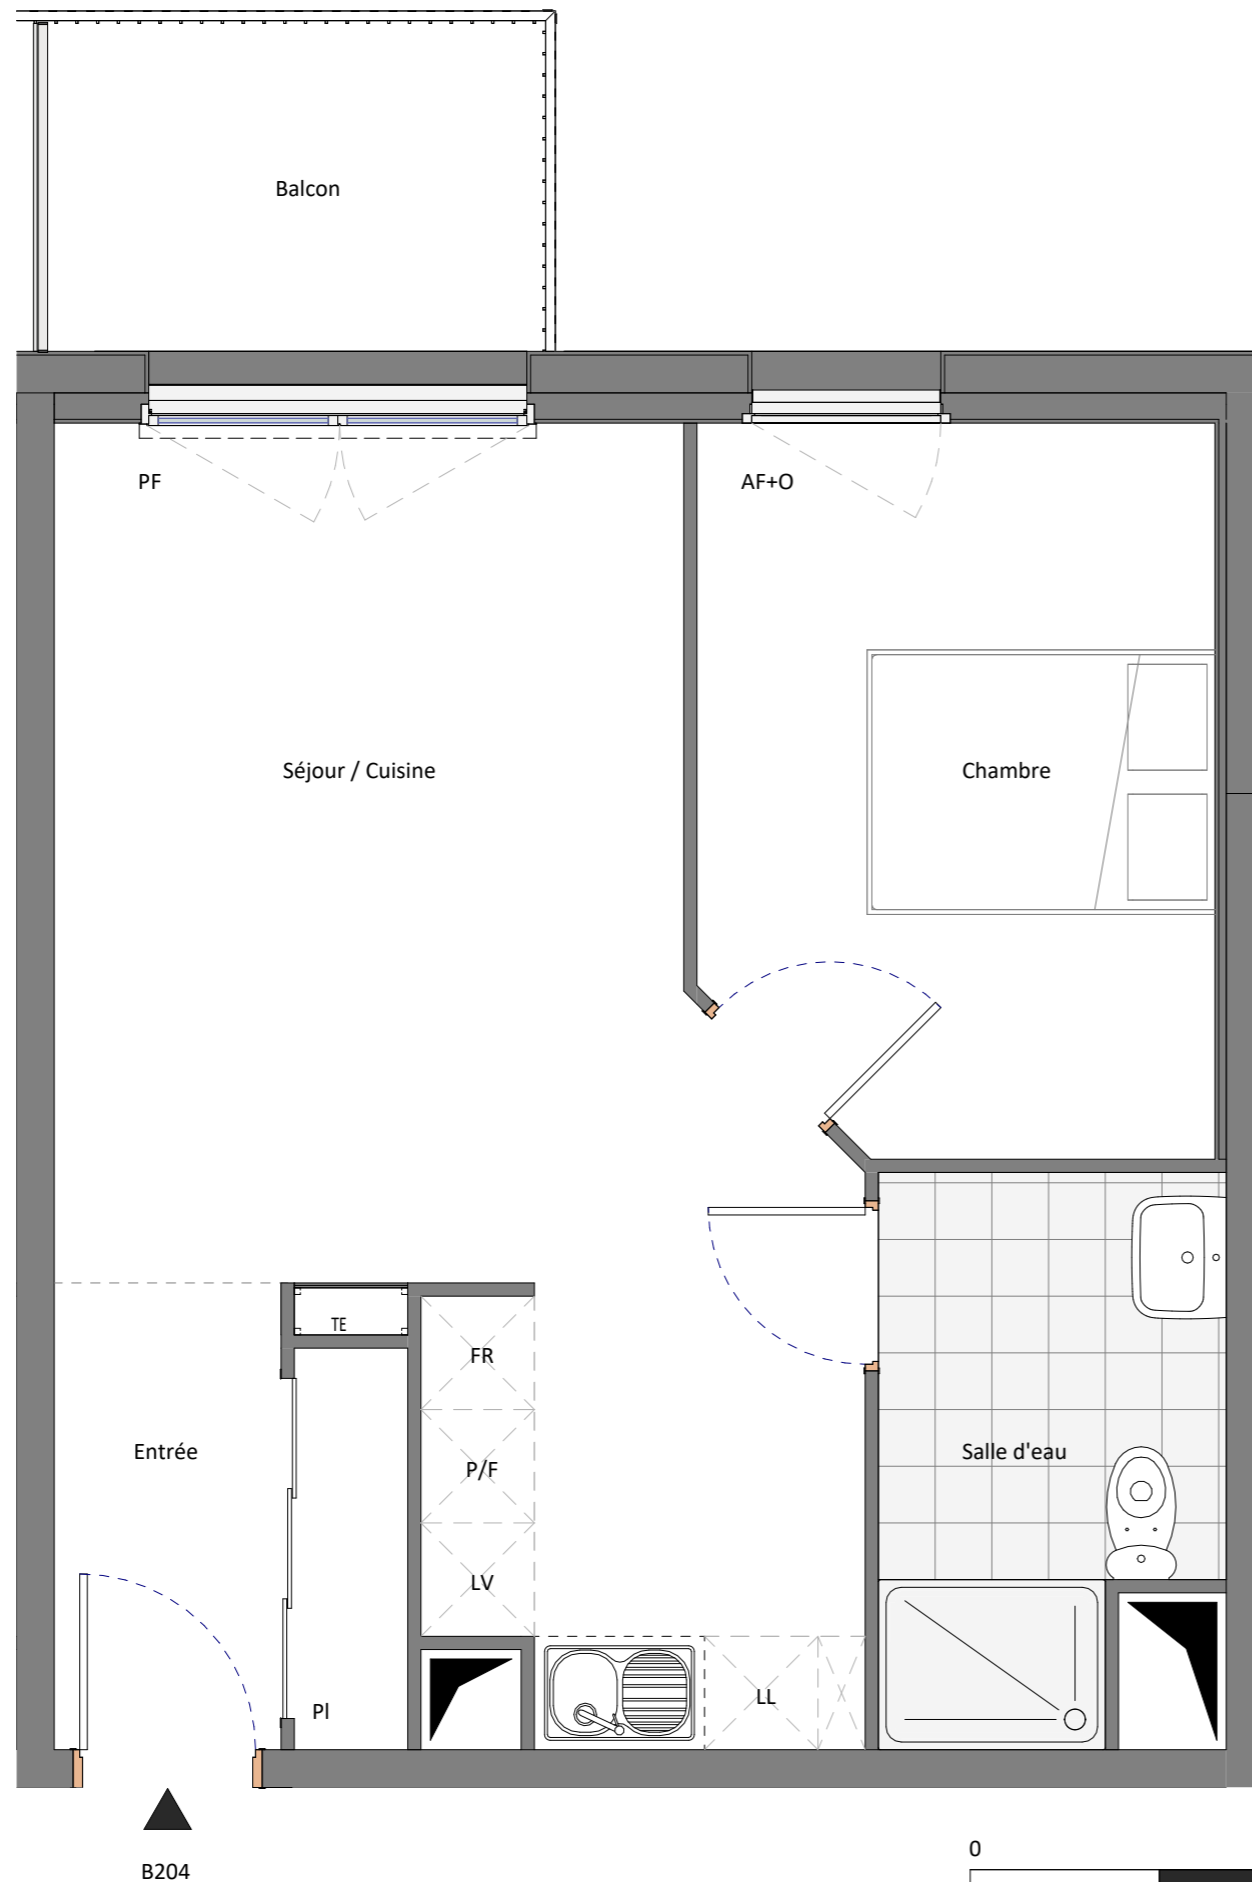 Balcon
PF
AF+O
Séjour / Cuisine
Chambre
TE
FR
Entrée
P/F
Salle d'eau
LV
LL
Pl
0
B204